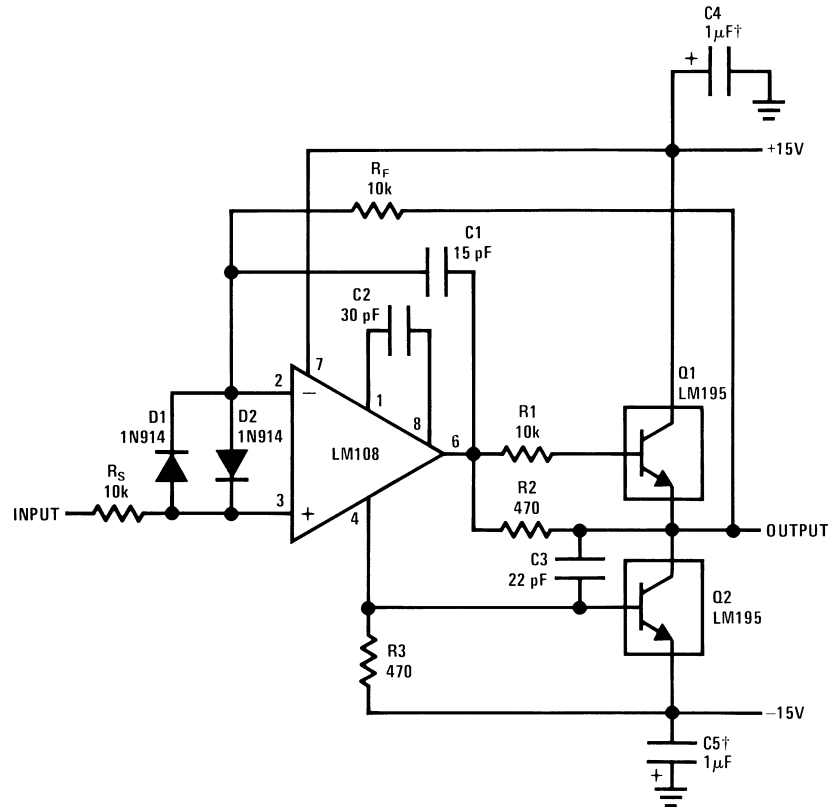 C4
1μF†
+
+15V
RF
10k
C1
15 pF
C2
30 pF
7
Q1
LM195
2
−
1
D1
1N914
D2
1N914
8
R1
10k
LM108
6
RS
10k
R2
470
INPUT
3
+
4
OUTPUT
C3
22 pF
Q2
LM195
R3
470
−15V
C5†
1μF
+